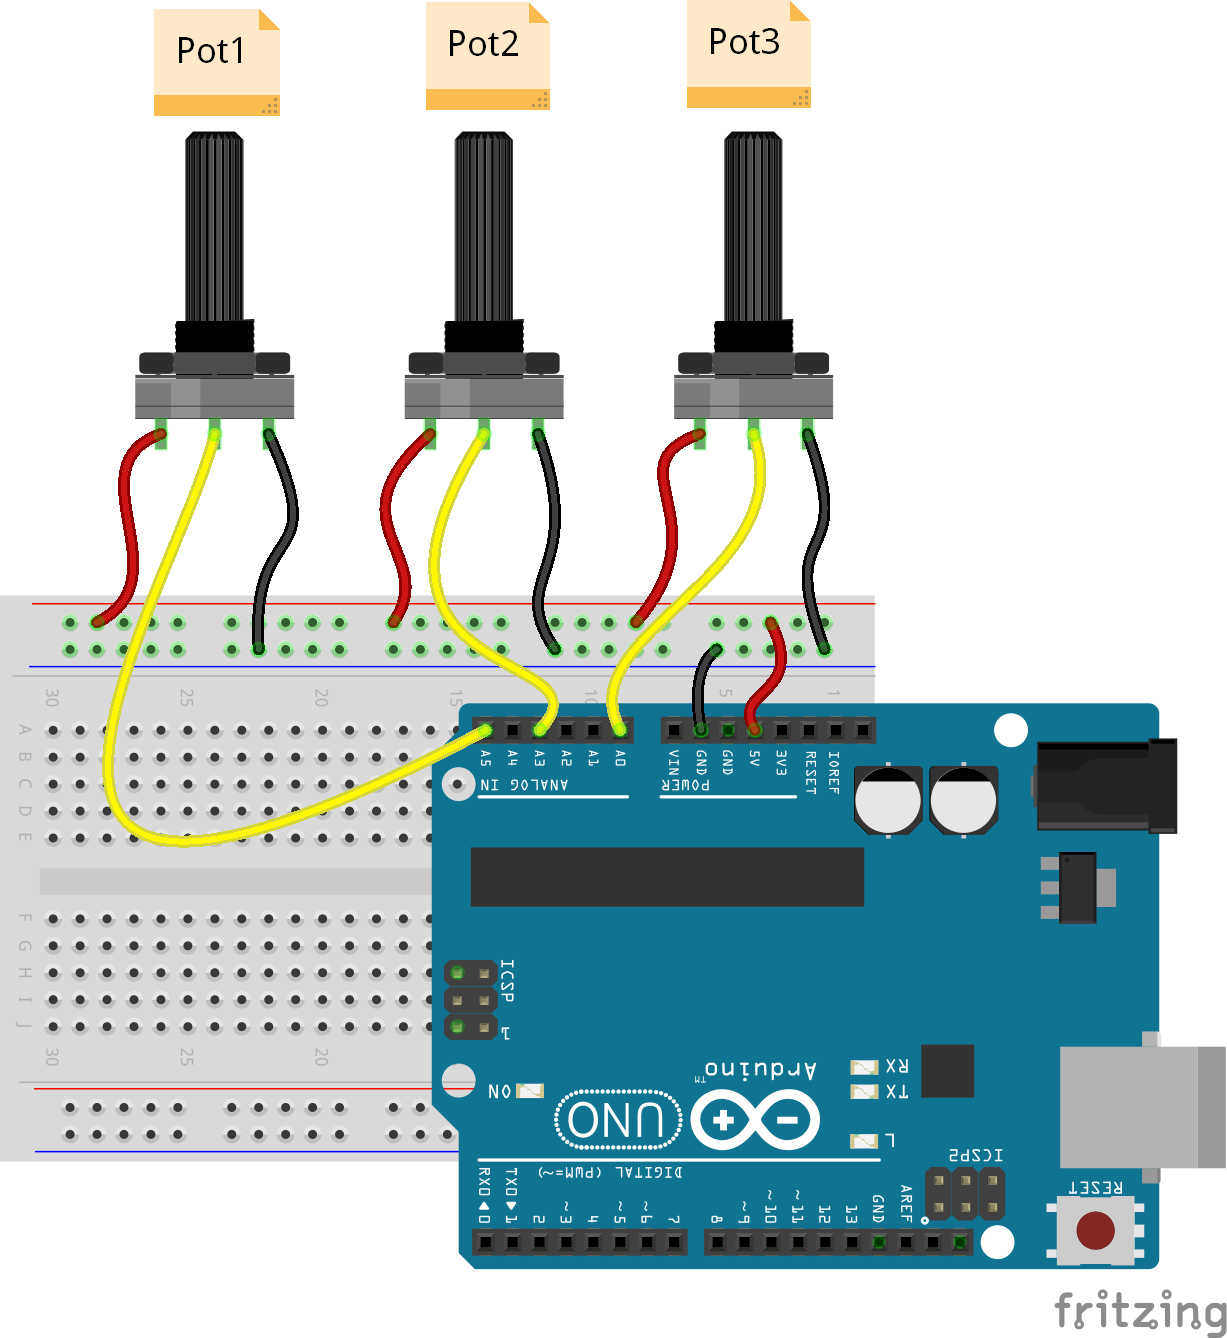 Pot1
Pot2
Pot3
30
25
20
15
10
5
1
A
B
C
D
E
A5
A4
A3
A2
A1
A0
VIN
GND
GND
5V
3V3
RESET
IOREF
ANALOG IN
POWER
F
G
H
I
J
ICSP
1
30
25
20
Arduino
TM
RX
TX
ON
UNO
L
DIGITAL (PWM=~)
ICSP2
RX0
TX0
0
1
2
~3
4
~5
~6
7
8
~9
~10
~11
12
13
GND
AREF
RESET
fritzing